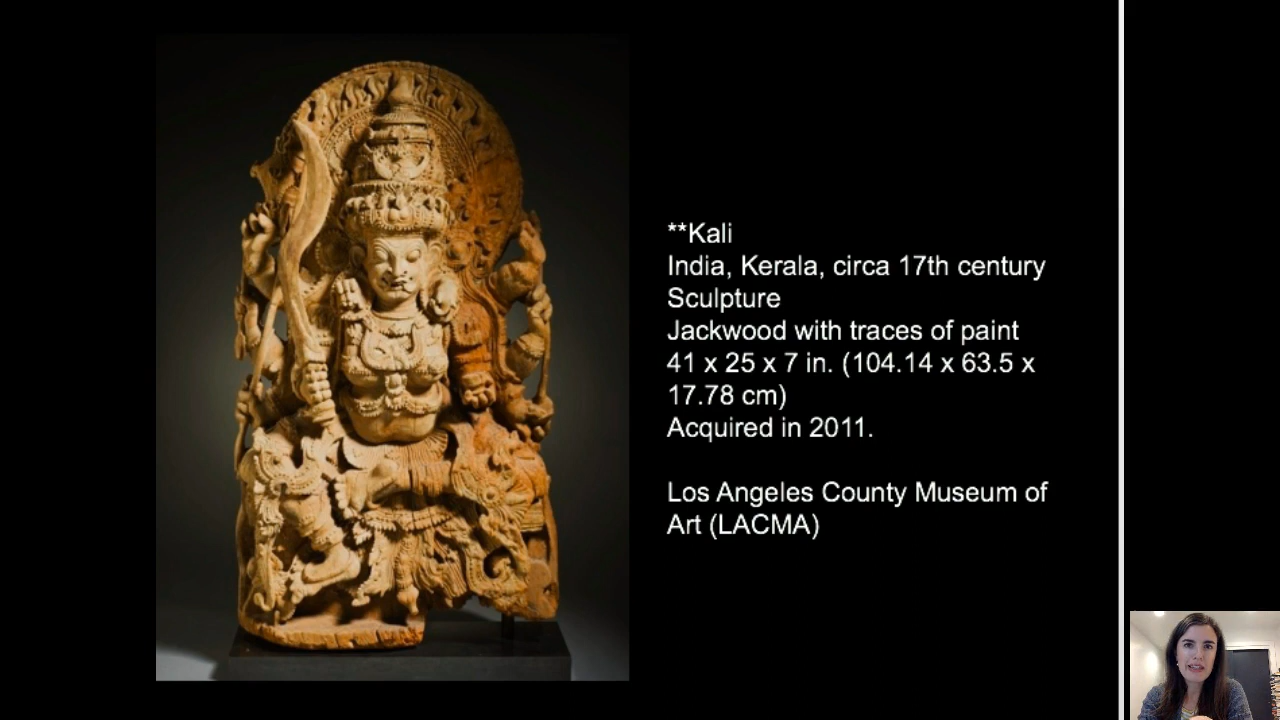 **Kali
India, Kerala, circa 17th century
Sculpture
Jackwood with traces of paint
41 x 25 x 7 in. (104.14 x 63.5 x
17.78 cm)
Acquired in 2011.
Los Angeles County Museum of
Art (LACMA)